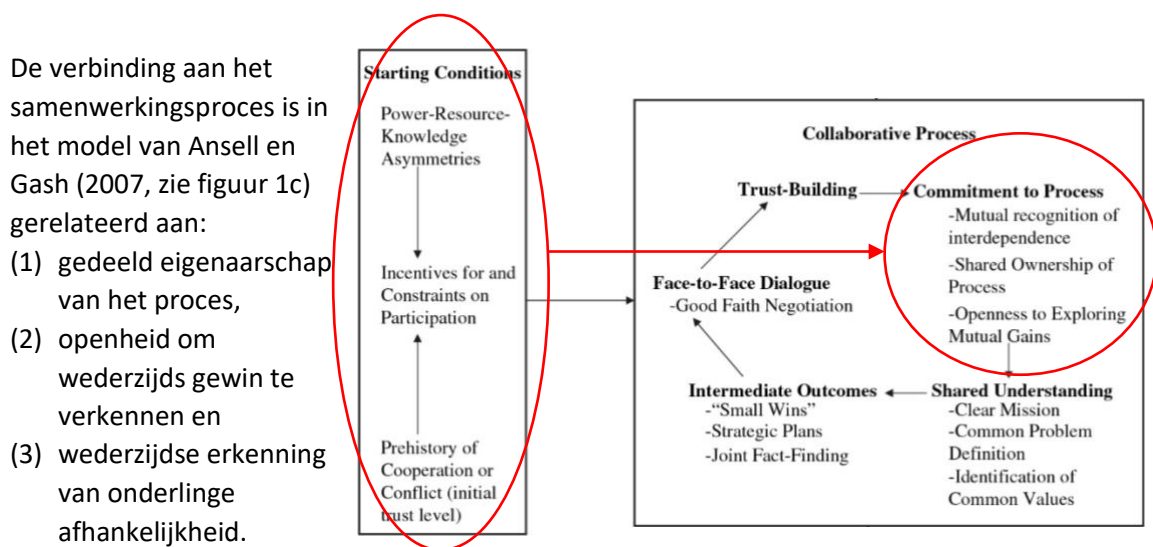 De verbinding aan het
samenwerkingsproces is in
het model van Ansell en
Gash (2007, zie figuur 1c)
gerelateerd aan:
(1) gedeeld eigenaarschap
van het proces,
(2) openheid om
wederzijds gewin te
verkennen en
(3) wederzijdse erkenning
van onderlinge
afhankelijkheid.
Starting Conditions
Power-Resource-
Knowledge
Asymmetries
Incentives for and
Constraints on
Participation
Prehistory of
Cooperation or
Conflict (initial
trust level)
Collaborative Process
Trust-Building
Commitment to Process
-Mutual recognition of
interdependence
-Shared Ownership of
Process
-Openness to Exploring
Mutual Gains
Face-to-Face Dialogue
-Good Faith Negotiation
Intermediate Outcomes
-“Small Wins”
-Strategic Plans
-Joint Fact-Finding
Shared Understanding
-Clear Mission
-Common Problem
Definition
-Identification of
Common Values